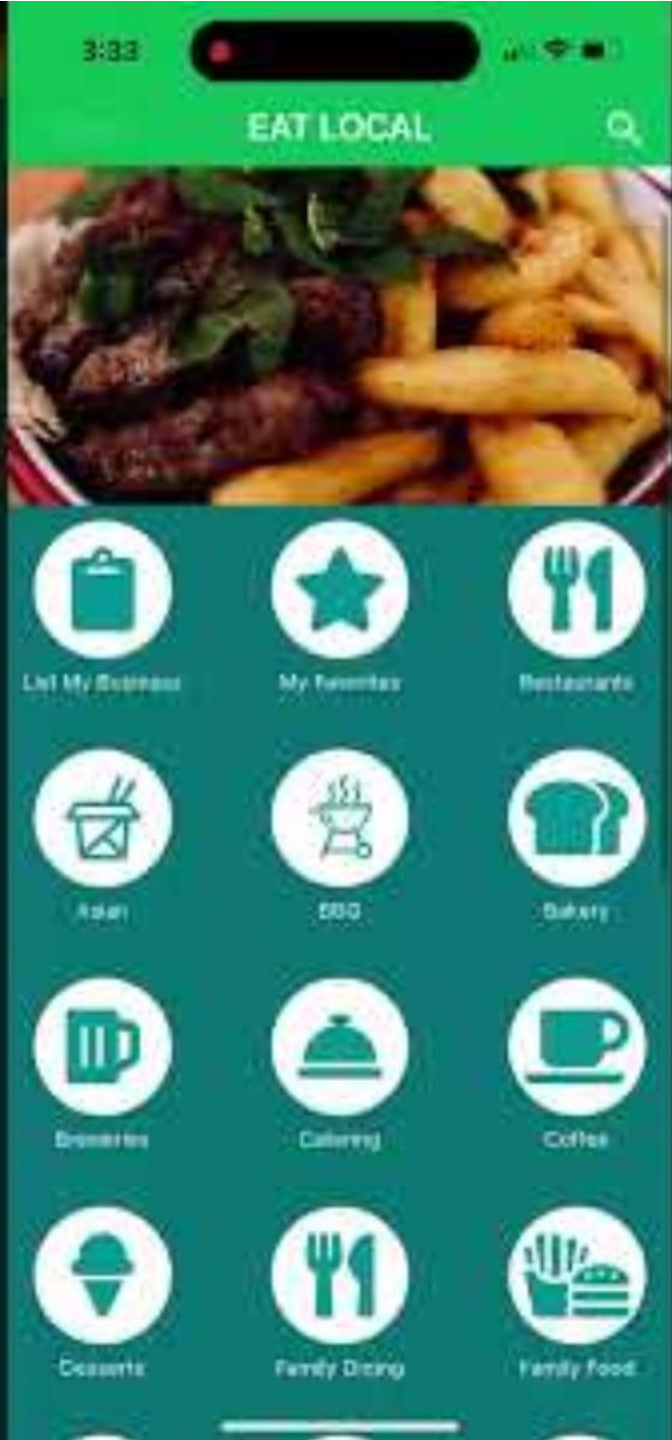 3:33
EAT LOCAL
List My Business
My Favorites
Restaurants
Asian
BBQ
Bakery
Breweries
Catering
Coffee
Desserts
Family Dining
Family Food